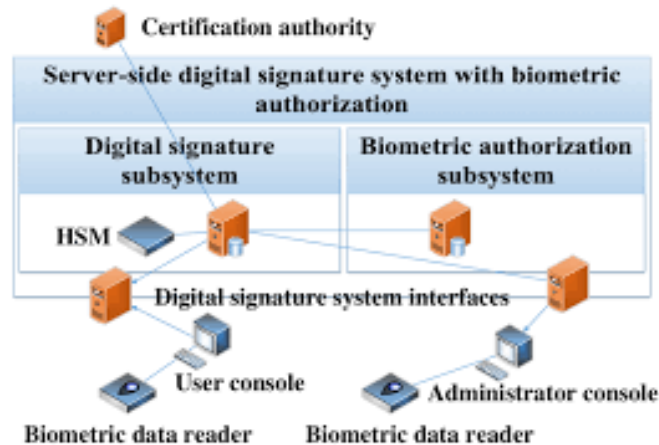 Certification authority
Server-side digital signature system with biometric
authorization
Digital signature
subsystem
Biometric authorization
subsystem
HSM
Digital signature system interfaces
User console
Administrator console
Biometric data reader
Biometric data reader